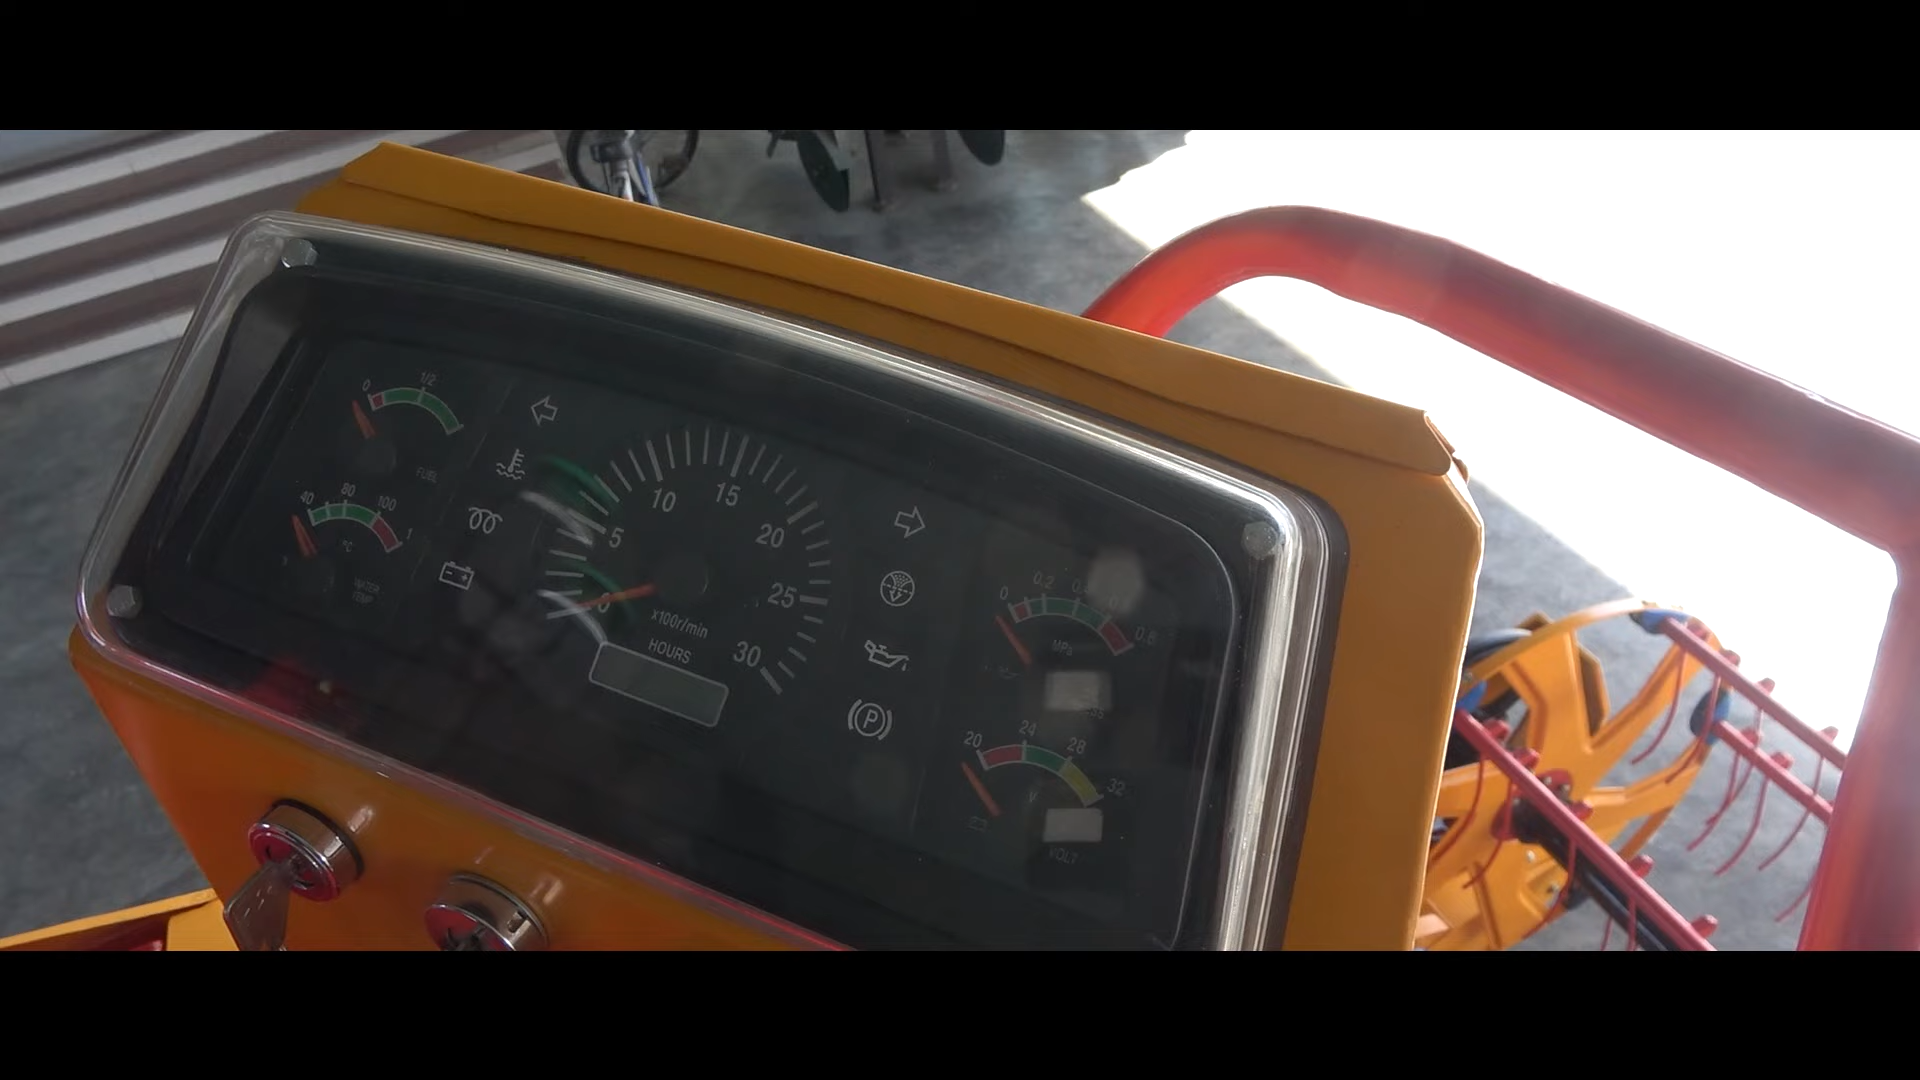 0 1/2
FUEL
40 80 100
°C
WATER
TEMP
0 5 10 15 20 25 30
x100r/min
HOURS
P
0 0.2 0.8
MPa
20 24 28 32
V
VOLT